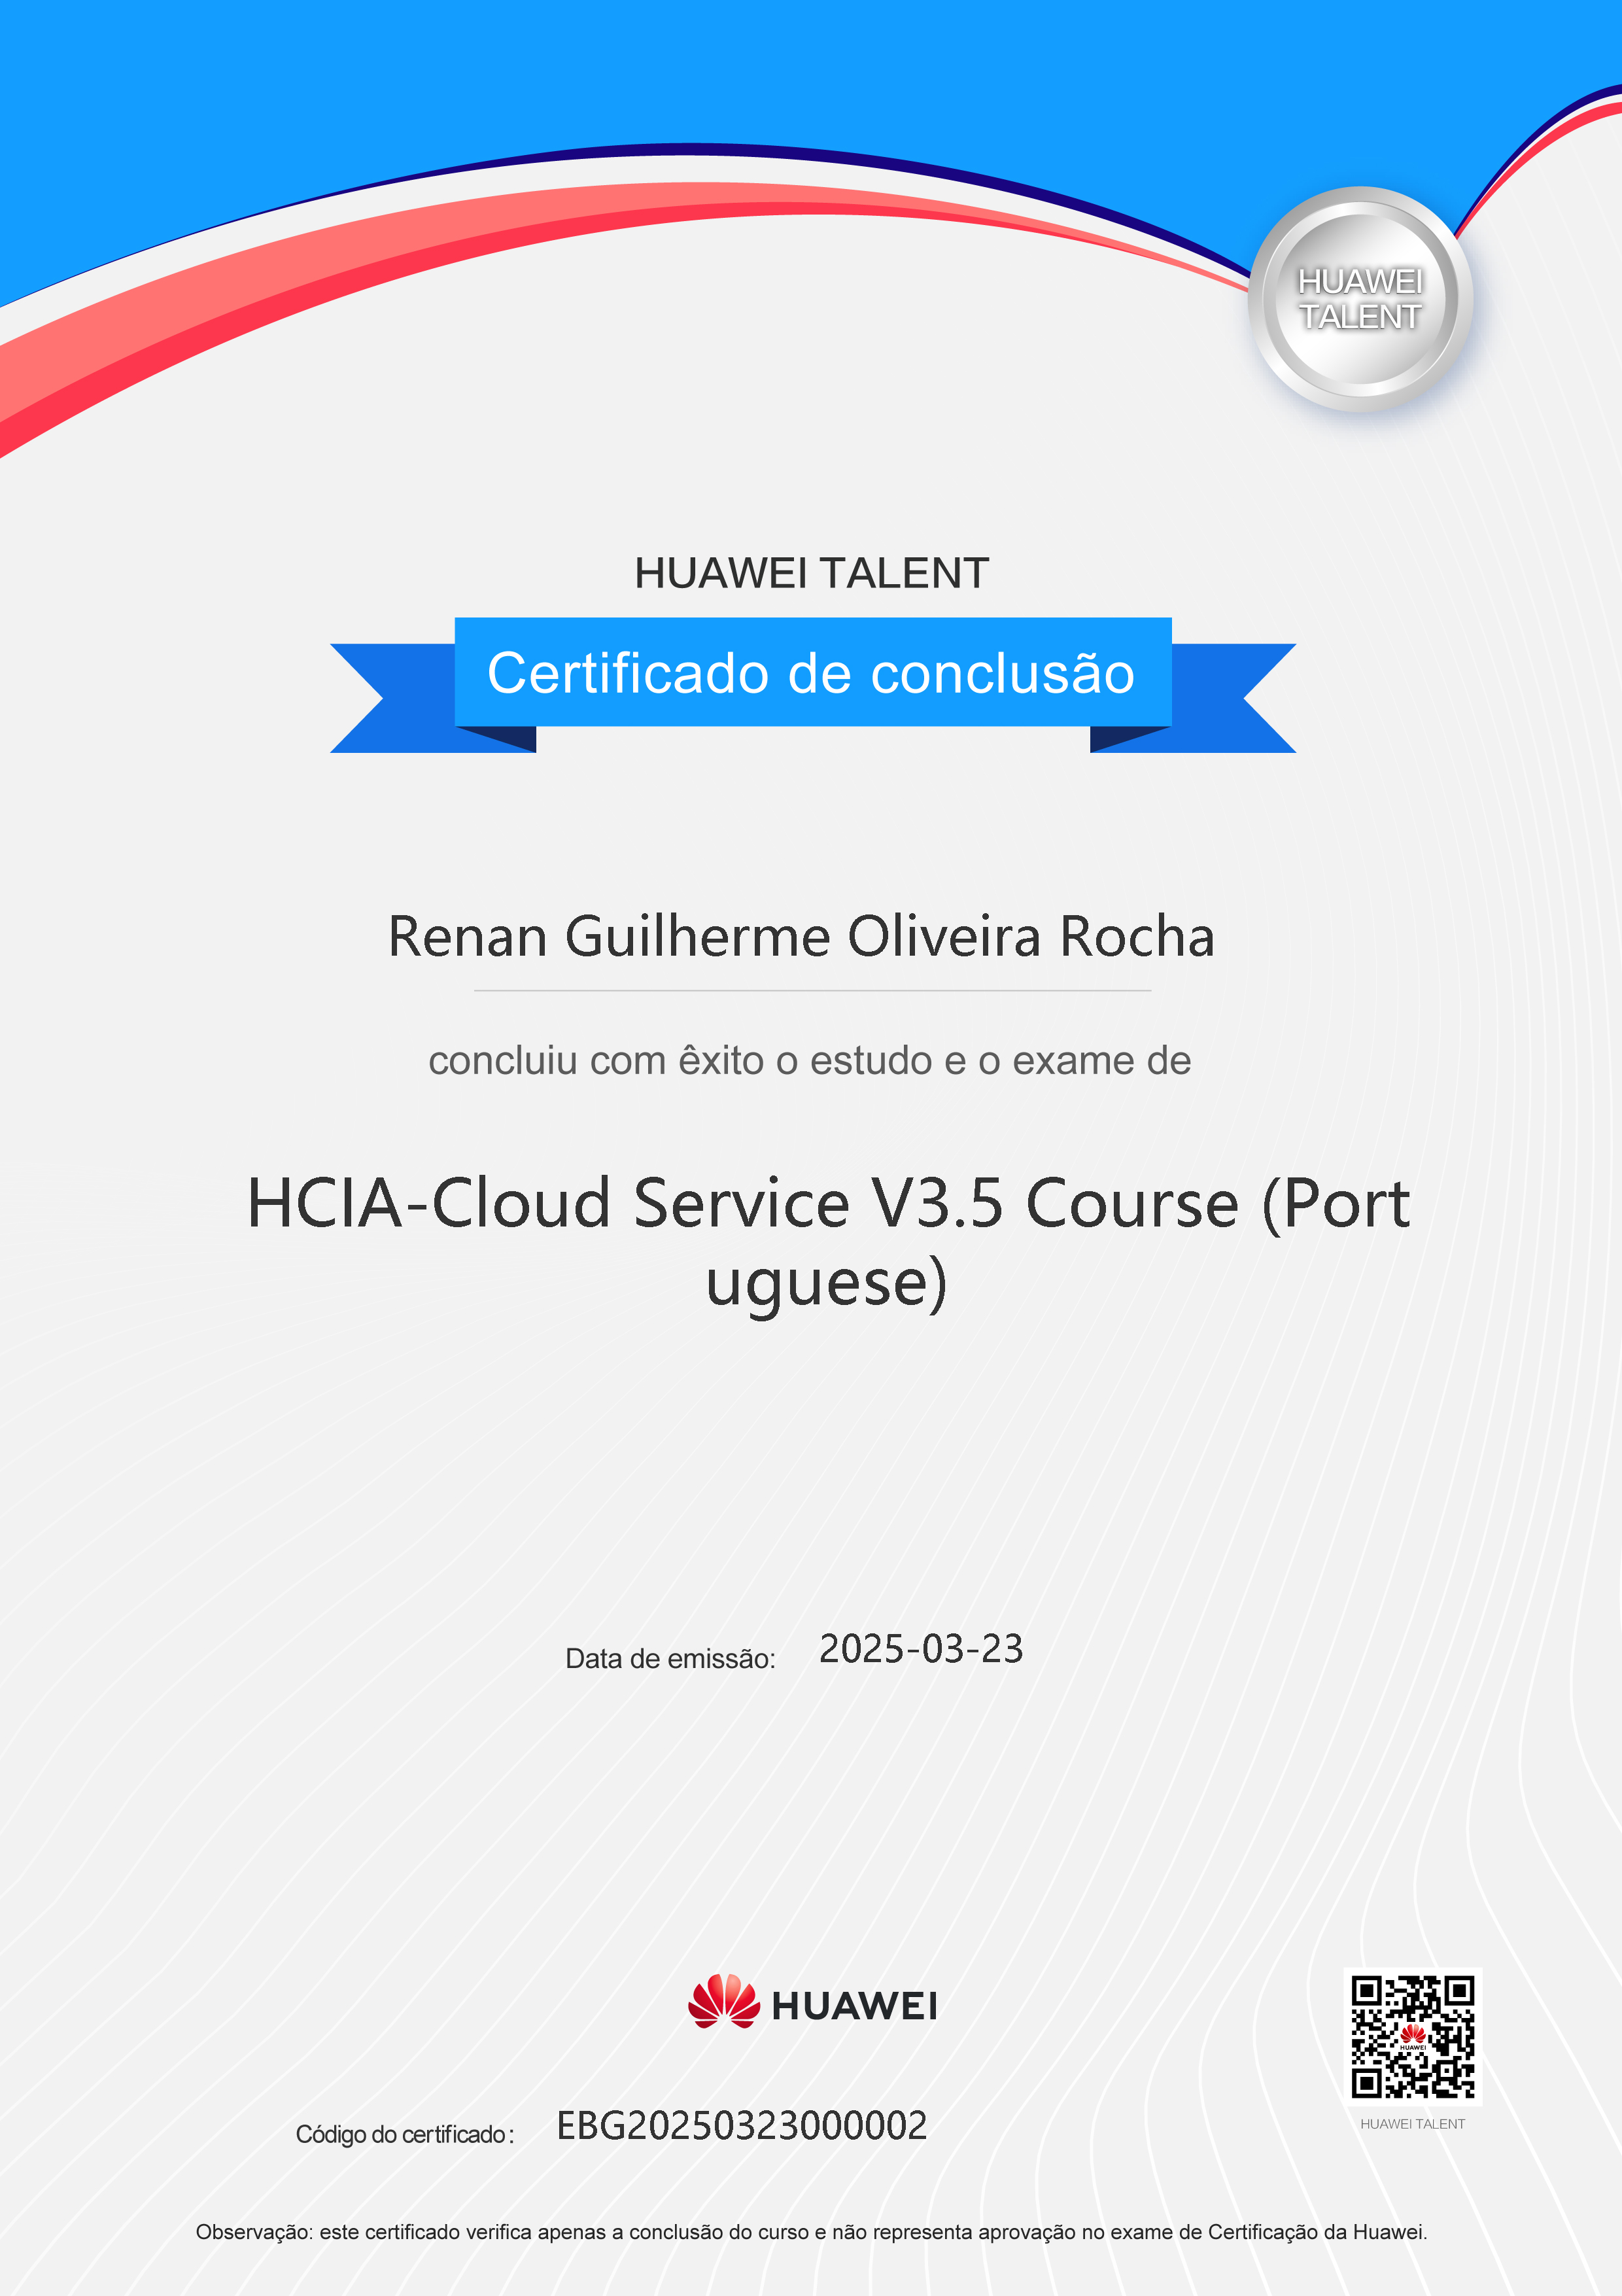 HUAWEI
TALENT
HUAWEI TALENT
Certificado de conclusão
Renan Guilherme Oliveira Rocha
concluiu com êxito o estudo e o exame de
HCIA-Cloud Service V3.5 Course (Port
uguese)
Data de emissão: 2025-03-23
HUAWEI
HUAWEI
HUAWEI TALENT
Código do certificado: EBG20250323000002
Observação: este certificado verifica apenas a conclusão do curso e não representa aprovação no exame de Certificação da Huawei.